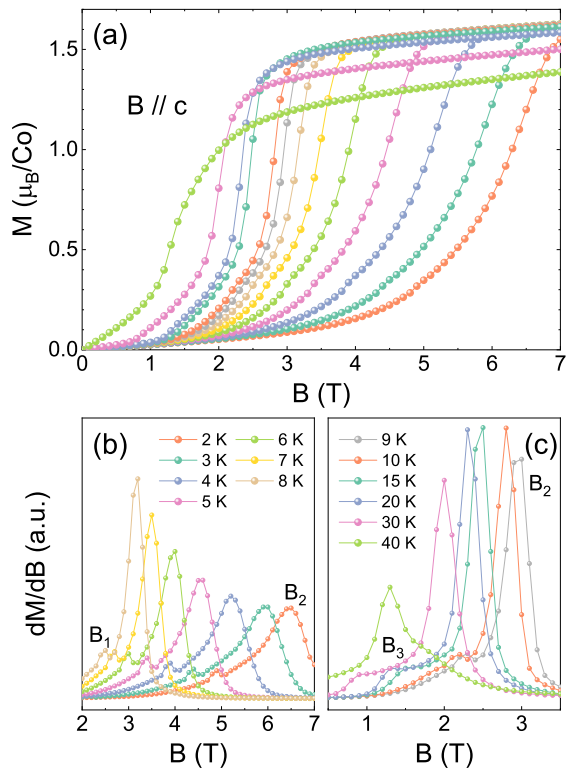 (a)
B // c
M (μB/Co)
0.0 0.5 1.0 1.5
0 1 2 3 4 5 6 7
B (T)
(b)
2 K 6 K
3 K 7 K
4 K 8 K
5 K
B1
B2
dM/dB (a.u.)
2 3 4 5 6 7
B (T)
(c)
9 K
10 K
15 K
20 K
30 K
40 K
B2
B3
1 2 3
B (T)